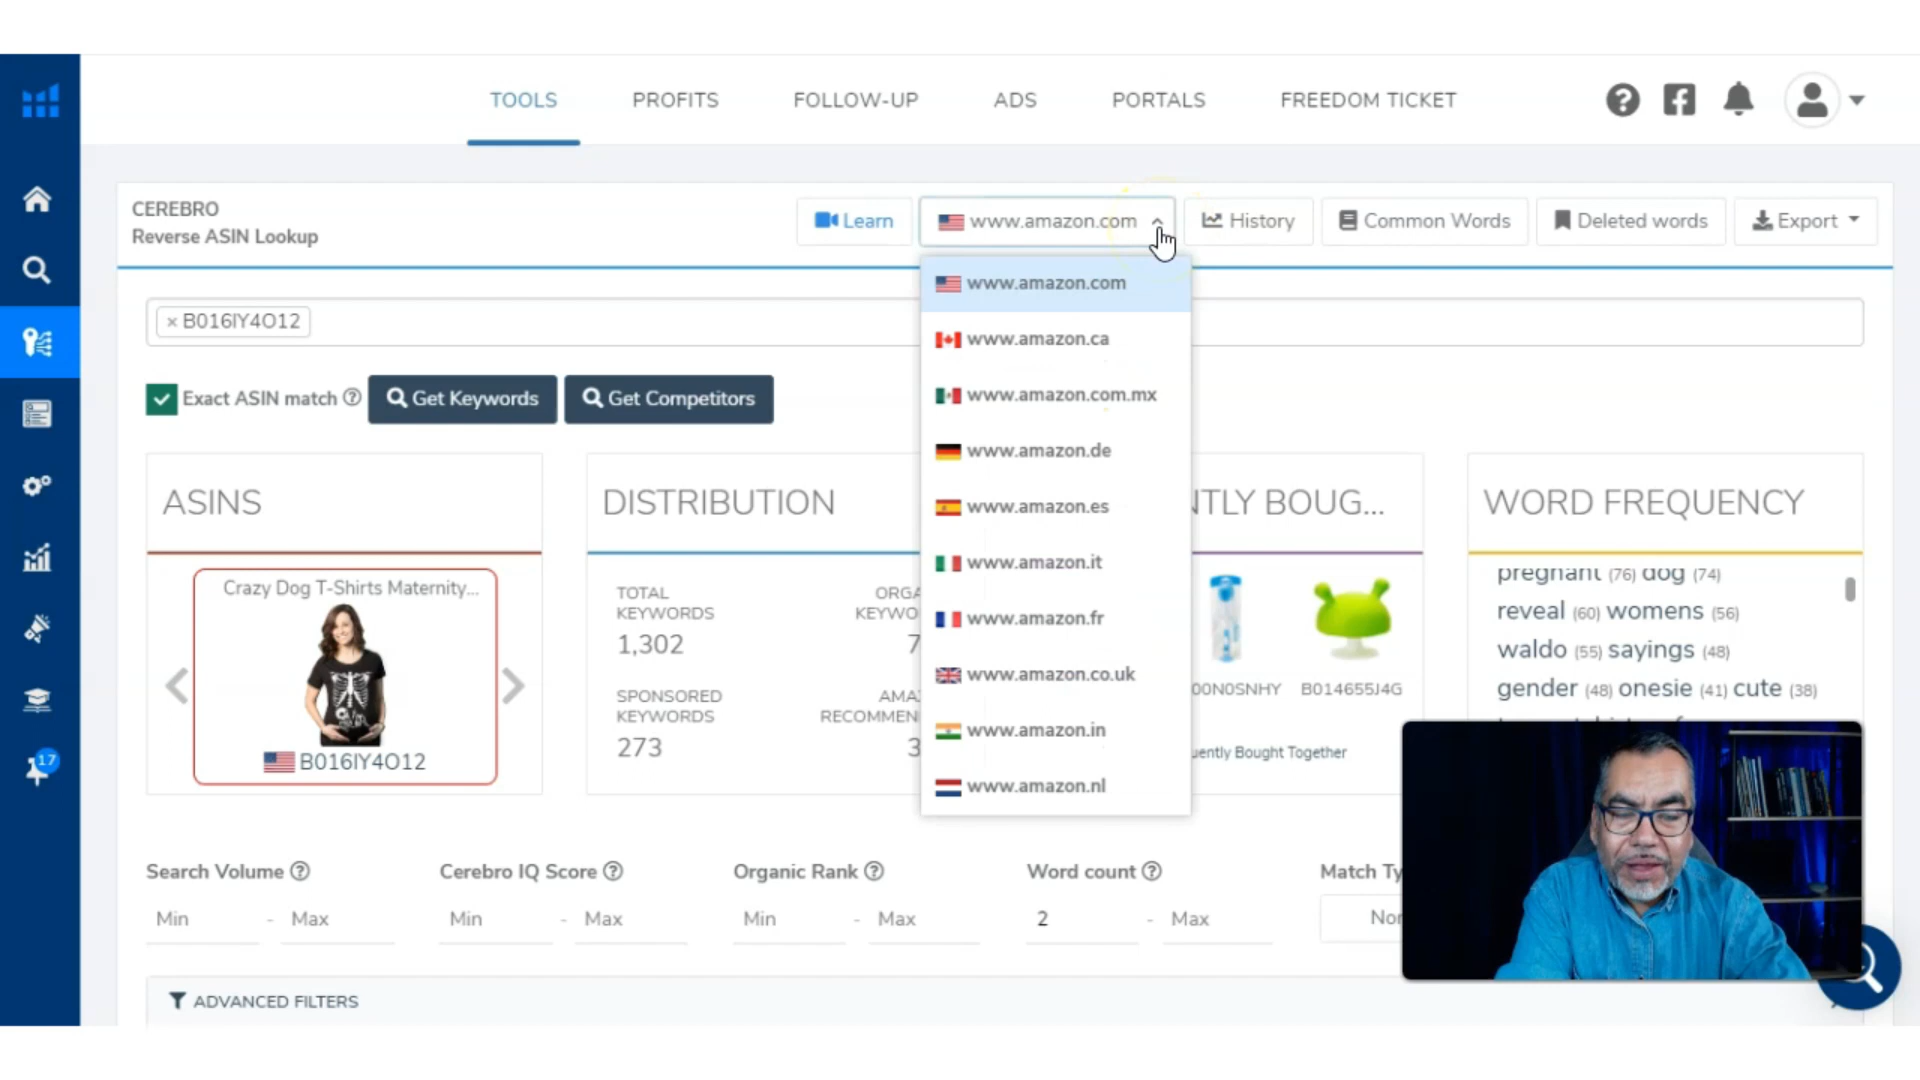 TOOLS PROFITS FOLLOW-UP ADS PORTALS FREEDOM TICKET
CEREBRO
Reverse ASIN Lookup
Learn www.amazon.com History Common Words Deleted words Export
www.amazon.com
www.amazon.ca
www.amazon.com.mx
www.amazon.de
www.amazon.es
www.amazon.it
www.amazon.fr
www.amazon.co.uk
www.amazon.in
www.amazon.nl
× B016IY4O12
Exact ASIN match Get Keywords Get Competitors
ASINS
Crazy Dog T-Shirts Maternity...
B016IY4O12
DISTRIBUTION
TOTAL
KEYWORDS
1,302
ORGA
KEYWO
7
SPONSORED
KEYWORDS
273
AMA
RECOMMEN
3
NTLY BOUG...
00N0SNHY B014655J4G
uently Bought Together
WORD FREQUENCY
pregnant (76) dog (74)
reveal (60) womens (56)
waldo (55) sayings (48)
gender (48) onesie (41) cute (38)
17
Search Volume Cerebro IQ Score Organic Rank Word count Match Ty
Min - Max Min - Max Min - Max 2 - Max Nor
ADVANCED FILTERS